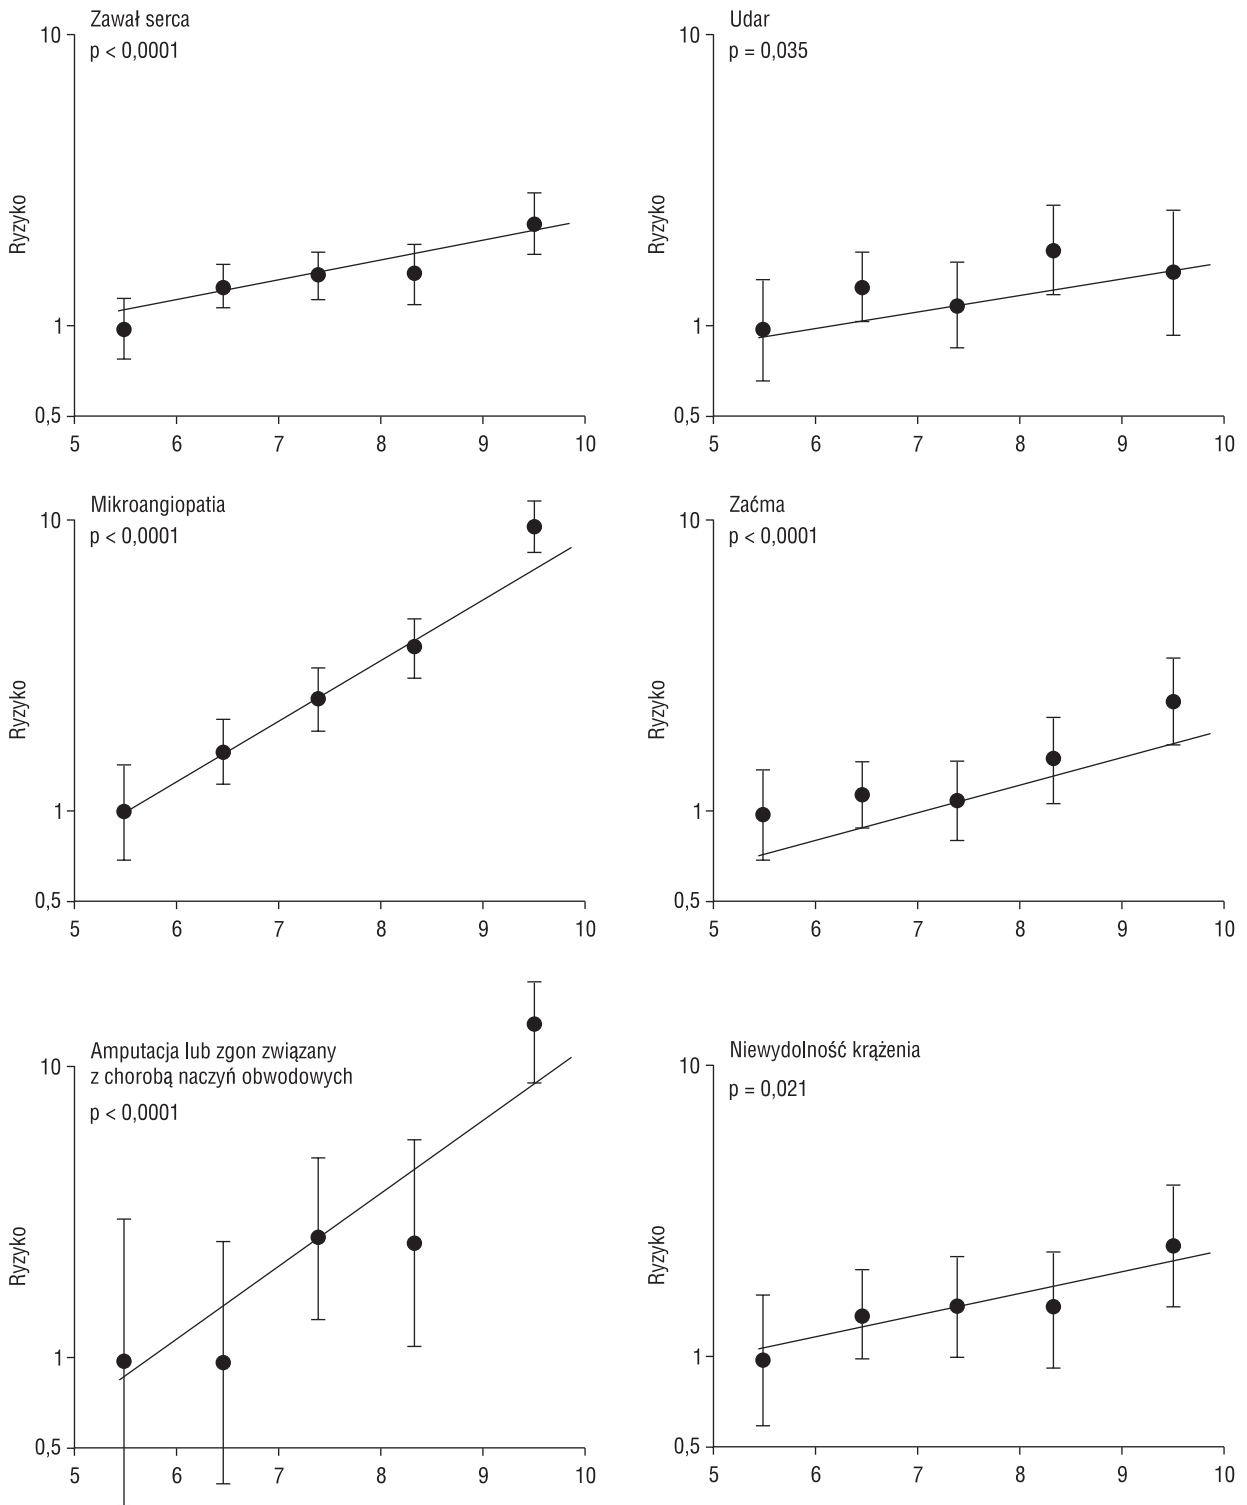 Zawał serca
p < 0,0001
10
Ryzyko
1
0,5
5 6 7 8 9 10
Udar
p = 0,035
10
Ryzyko
1
0,5
5 6 7 8 9 10
Mikroangiopatia
p < 0,0001
10
Ryzyko
1
0,5
5 6 7 8 9 10
Zaćma
p < 0,0001
10
Ryzyko
1
0,5
5 6 7 8 9 10
Amputacja lub zgon związany
z chorobą naczyń obwodowych
p < 0,0001
10
Ryzyko
1
0,5
5 6 7 8 9 10
Niewydolność krążenia
p = 0,021
10
Ryzyko
1
0,5
5 6 7 8 9 10